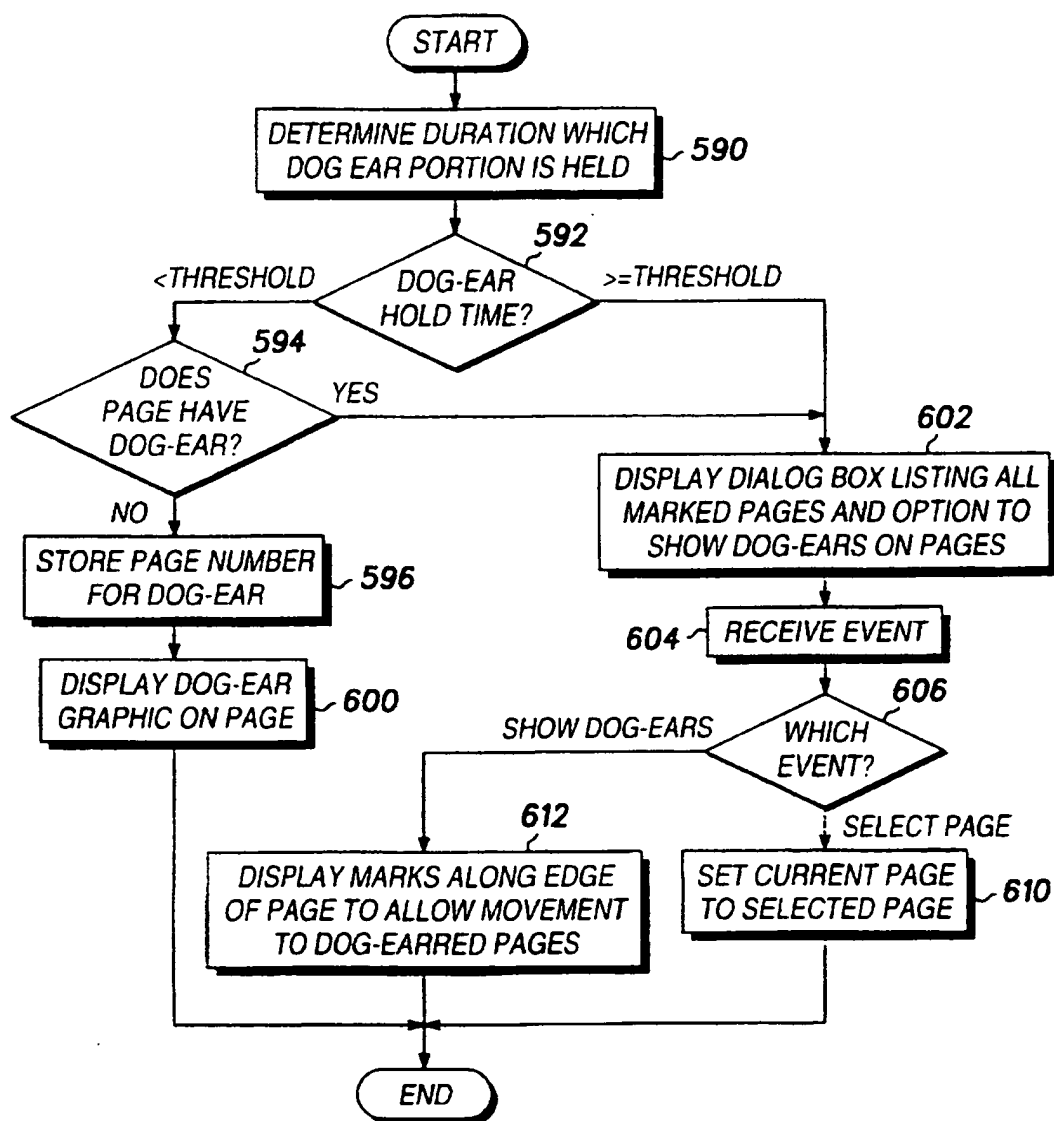 START
DETERMINE DURATION WHICH
DOG EAR PORTION IS HELD
590
592
<THRESHOLD
DOG-EAR
HOLD TIME?
>=THRESHOLD
594
DOES
PAGE HAVE
DOG-EAR?
YES
NO
602
DISPLAY DIALOG BOX LISTING ALL
MARKED PAGES AND OPTION TO
SHOW DOG-EARS ON PAGES
STORE PAGE NUMBER
FOR DOG-EAR
596
604
RECEIVE EVENT
DISPLAY DOG-EAR
GRAPHIC ON PAGE
600
606
SHOW DOG-EARS
WHICH
EVENT?
SELECT PAGE
612
DISPLAY MARKS ALONG EDGE
OF PAGE TO ALLOW MOVEMENT
TO DOG-EARRED PAGES
SET CURRENT PAGE
TO SELECTED PAGE
610
END